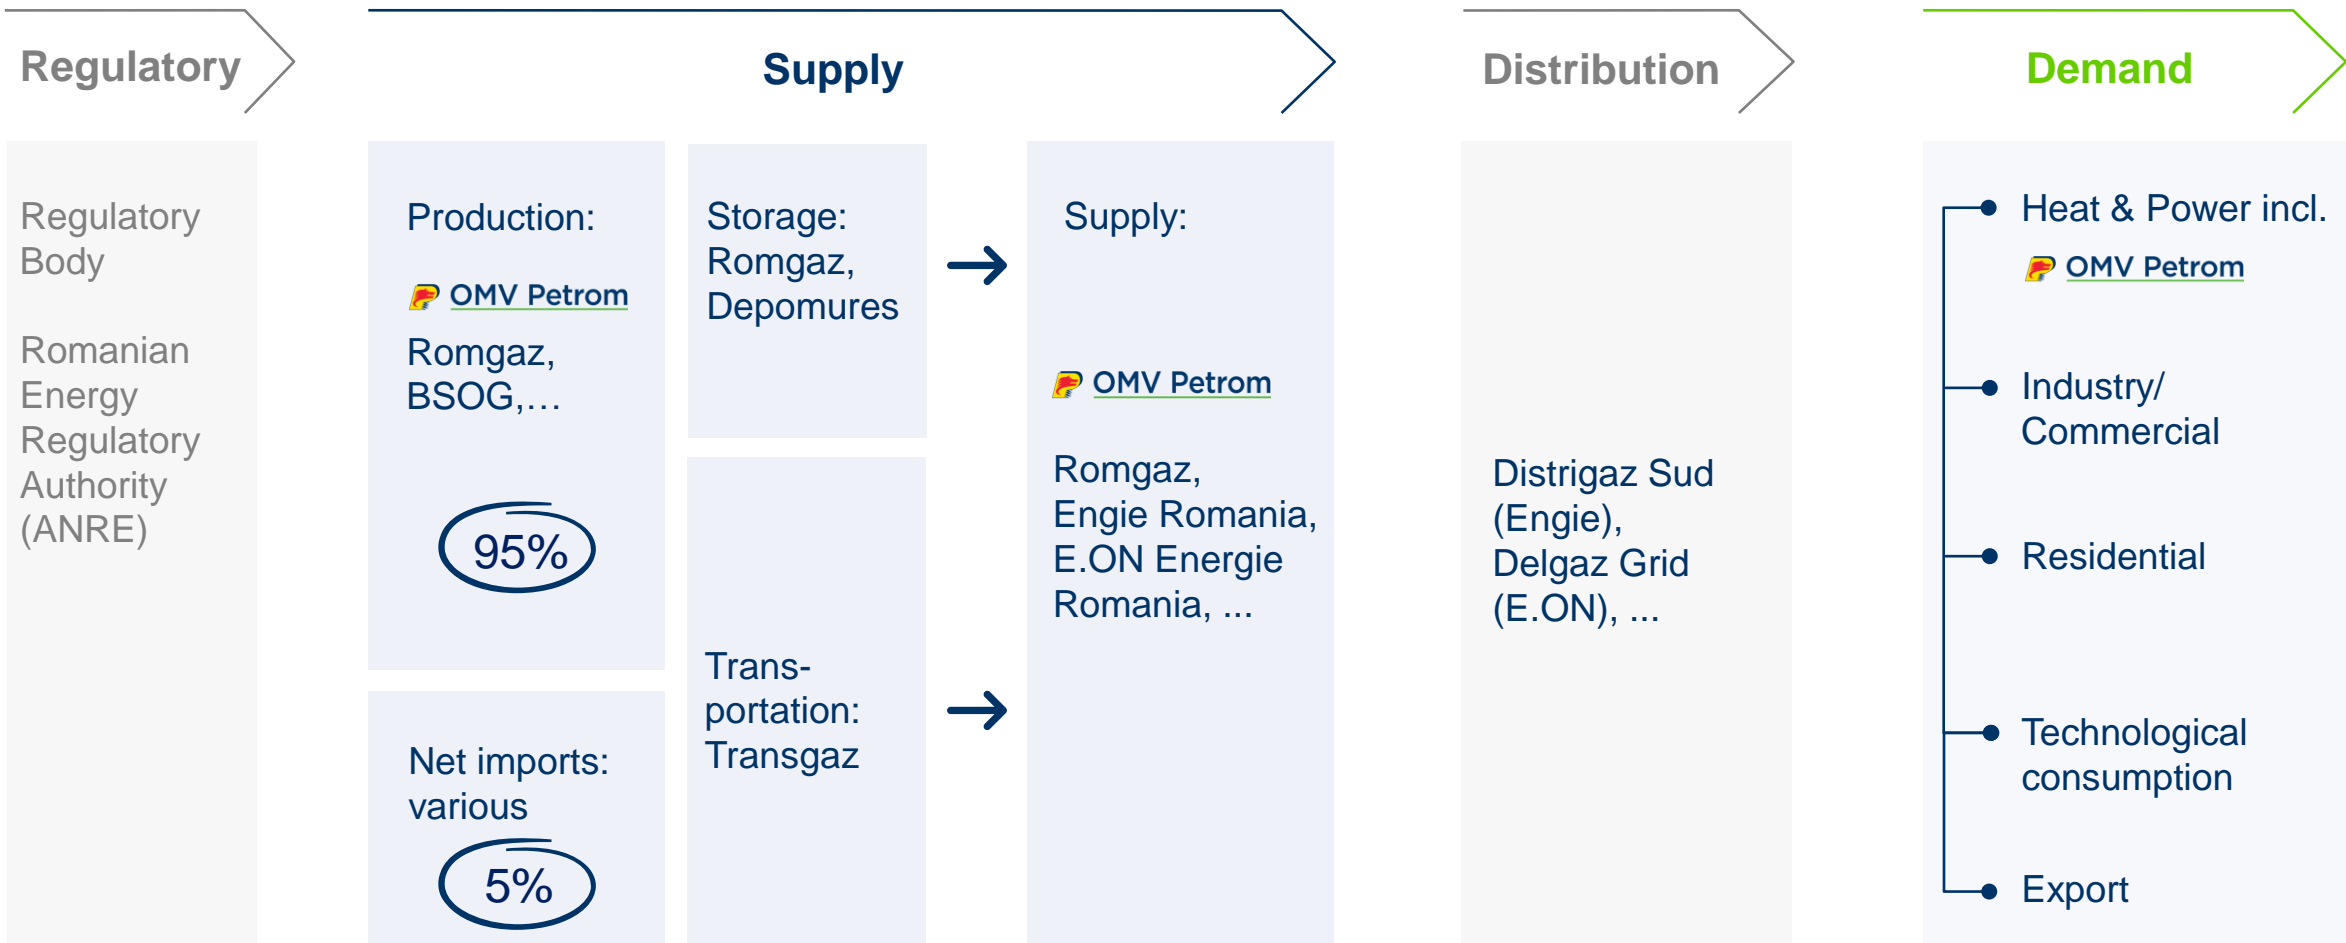 Regulatory
Supply
Distribution
Demand
Regulatory
Body
Romanian
Energy
Regulatory
Authority
(ANRE)
Production:
OMV Petrom
Romgaz,
BSOG,…
95%
Net imports:
various
5%
Storage:
Romgaz,
Depomures
Trans-
portation:
Transgaz
Supply:
OMV Petrom
Romgaz,
Engie Romania,
E.ON Energie
Romania, ...
Distrigaz Sud
(Engie),
Delgaz Grid
(E.ON), ...
Heat & Power incl.
OMV Petrom
Industry/
Commercial
Residential
Technological
consumption
Export